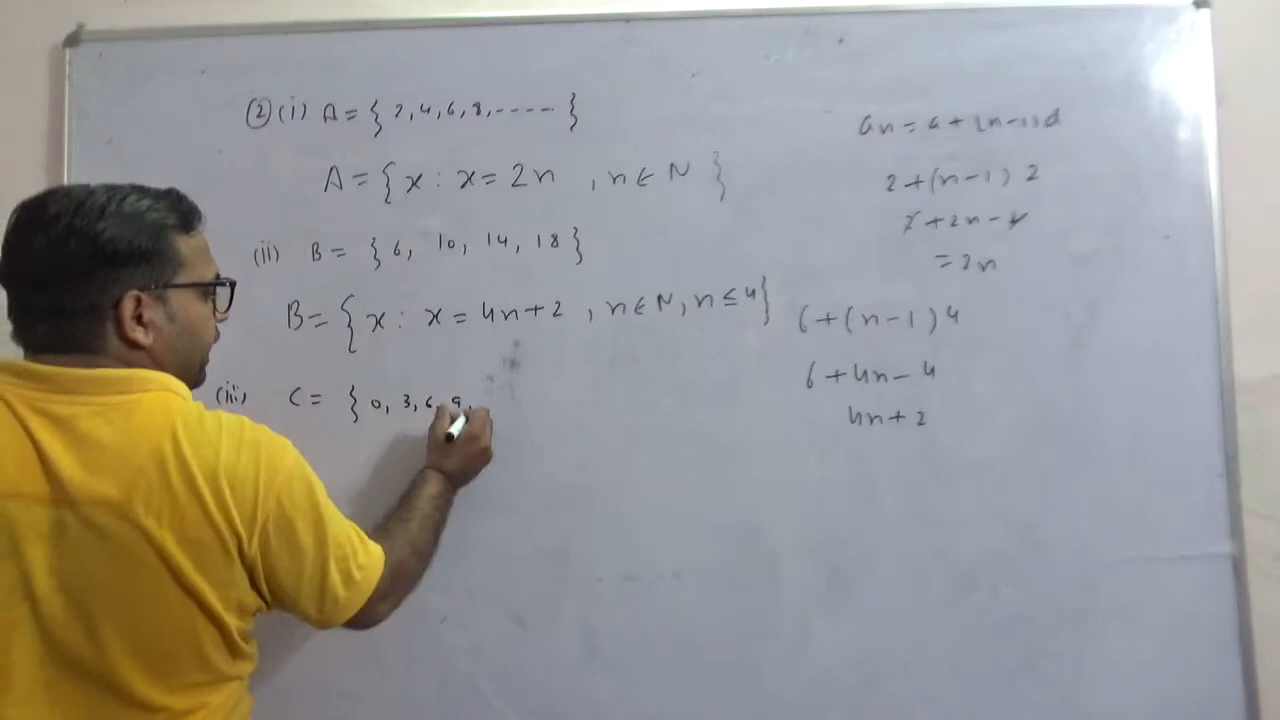 ② (i) A = { 2, 4, 6, 8, ---- }
A = { x : x = 2n , n ∈ N }
(ii) B = { 6, 10, 14, 18 }
B = { x : x = 4n + 2 , n ∈ N, n ≤ 4 }
(iii) C = { 0, 3, 6, 9,
an = a + (n-1) d
2 + (n-1) 2
2 + 2n - 2
= 2n
6 + (n-1) 4
6 + 4n - 4
4n + 2